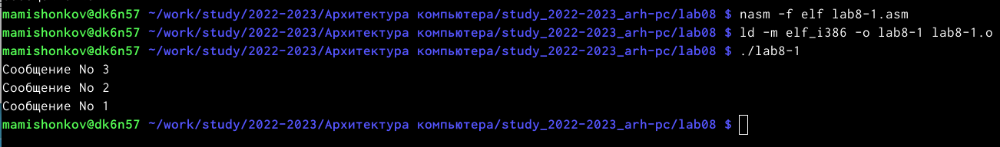 mamishonkov@dk6n57 ~/work/study/2022-2023/Архитектура компьютера/study_2022-2023_arh-pc/lab08 $ nasm -f elf lab8-1.asm
mamishonkov@dk6n57 ~/work/study/2022-2023/Архитектура компьютера/study_2022-2023_arh-pc/lab08 $ ld -m elf_i386 -o lab8-1 lab8-1.o
mamishonkov@dk6n57 ~/work/study/2022-2023/Архитектура компьютера/study_2022-2023_arh-pc/lab08 $ ./lab8-1
Сообщение No 3
Сообщение No 2
Сообщение No 1
mamishonkov@dk6n57 ~/work/study/2022-2023/Архитектура компьютера/study_2022-2023_arh-pc/lab08 $